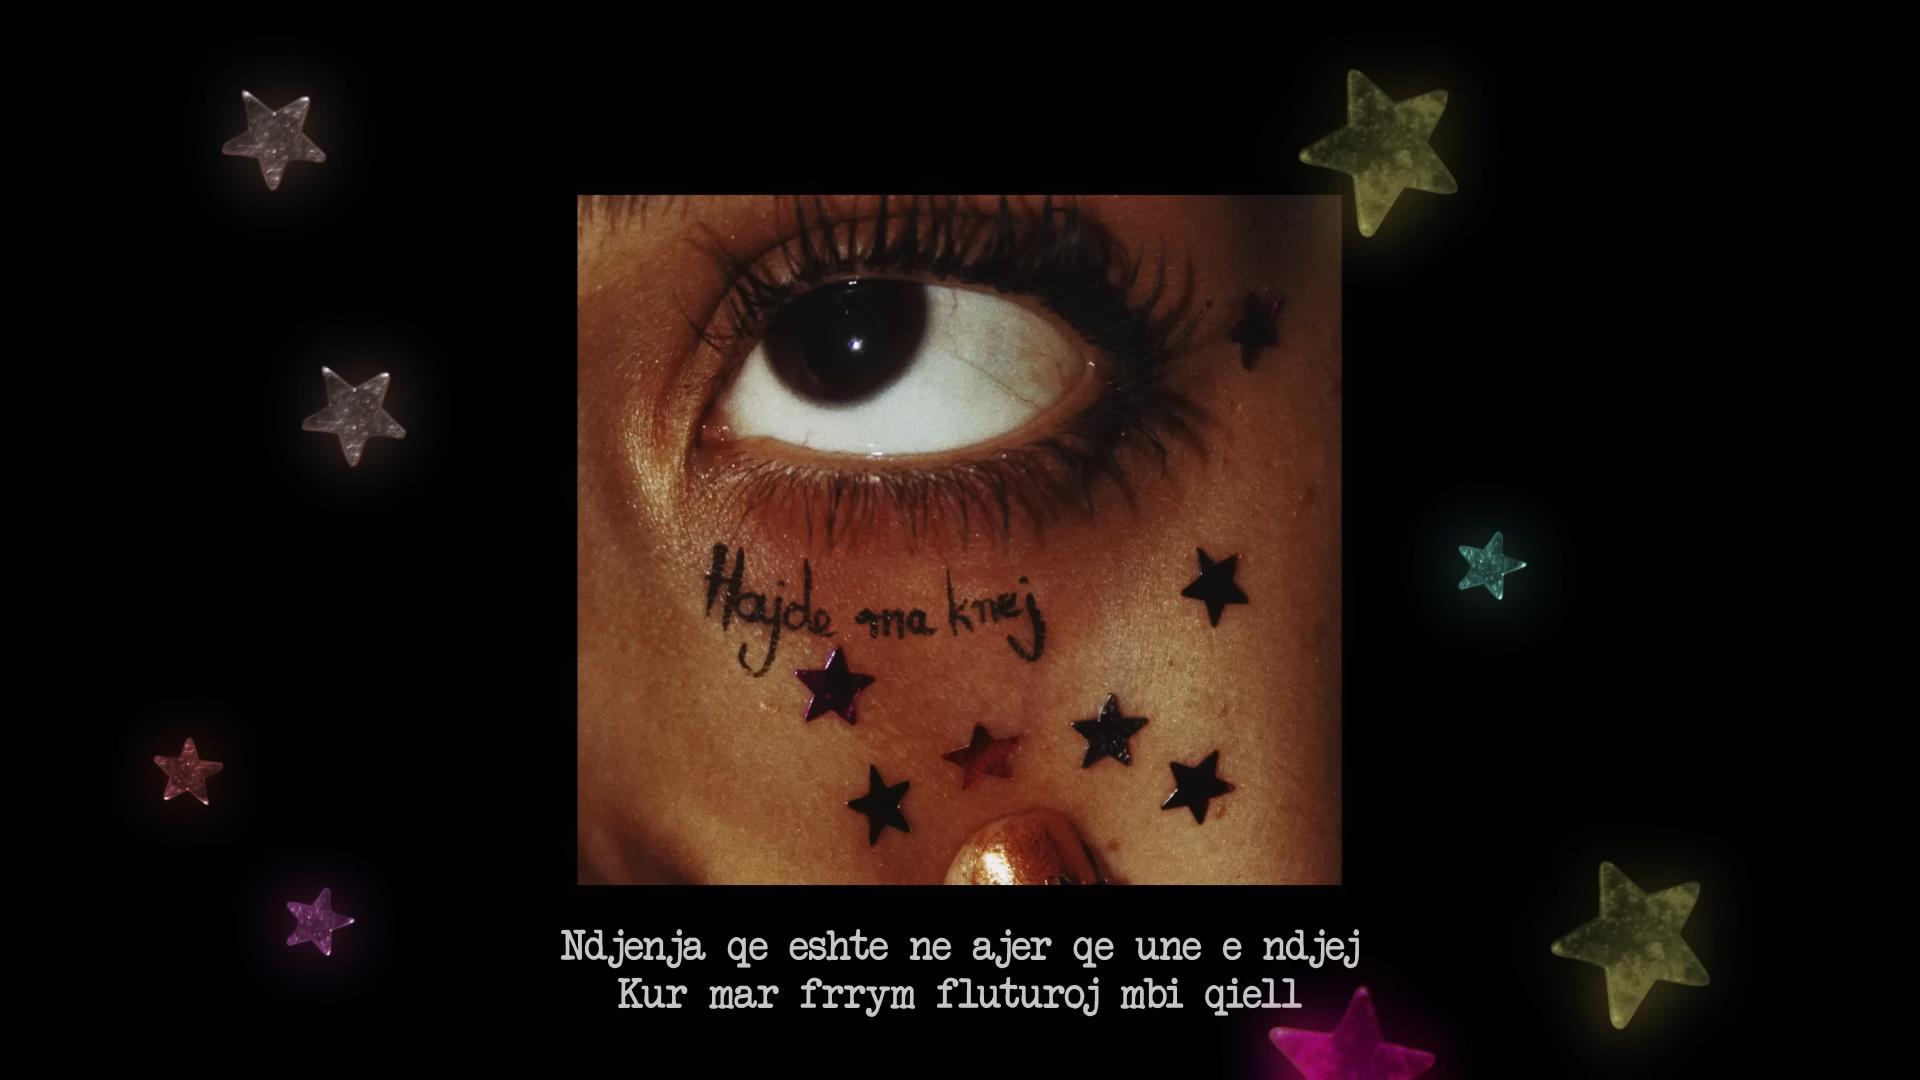 Hajde ma knej
Ndjenja qe eshte ne ajer qe une e ndjej
Kur mar frrym fluturoj mbi qiell